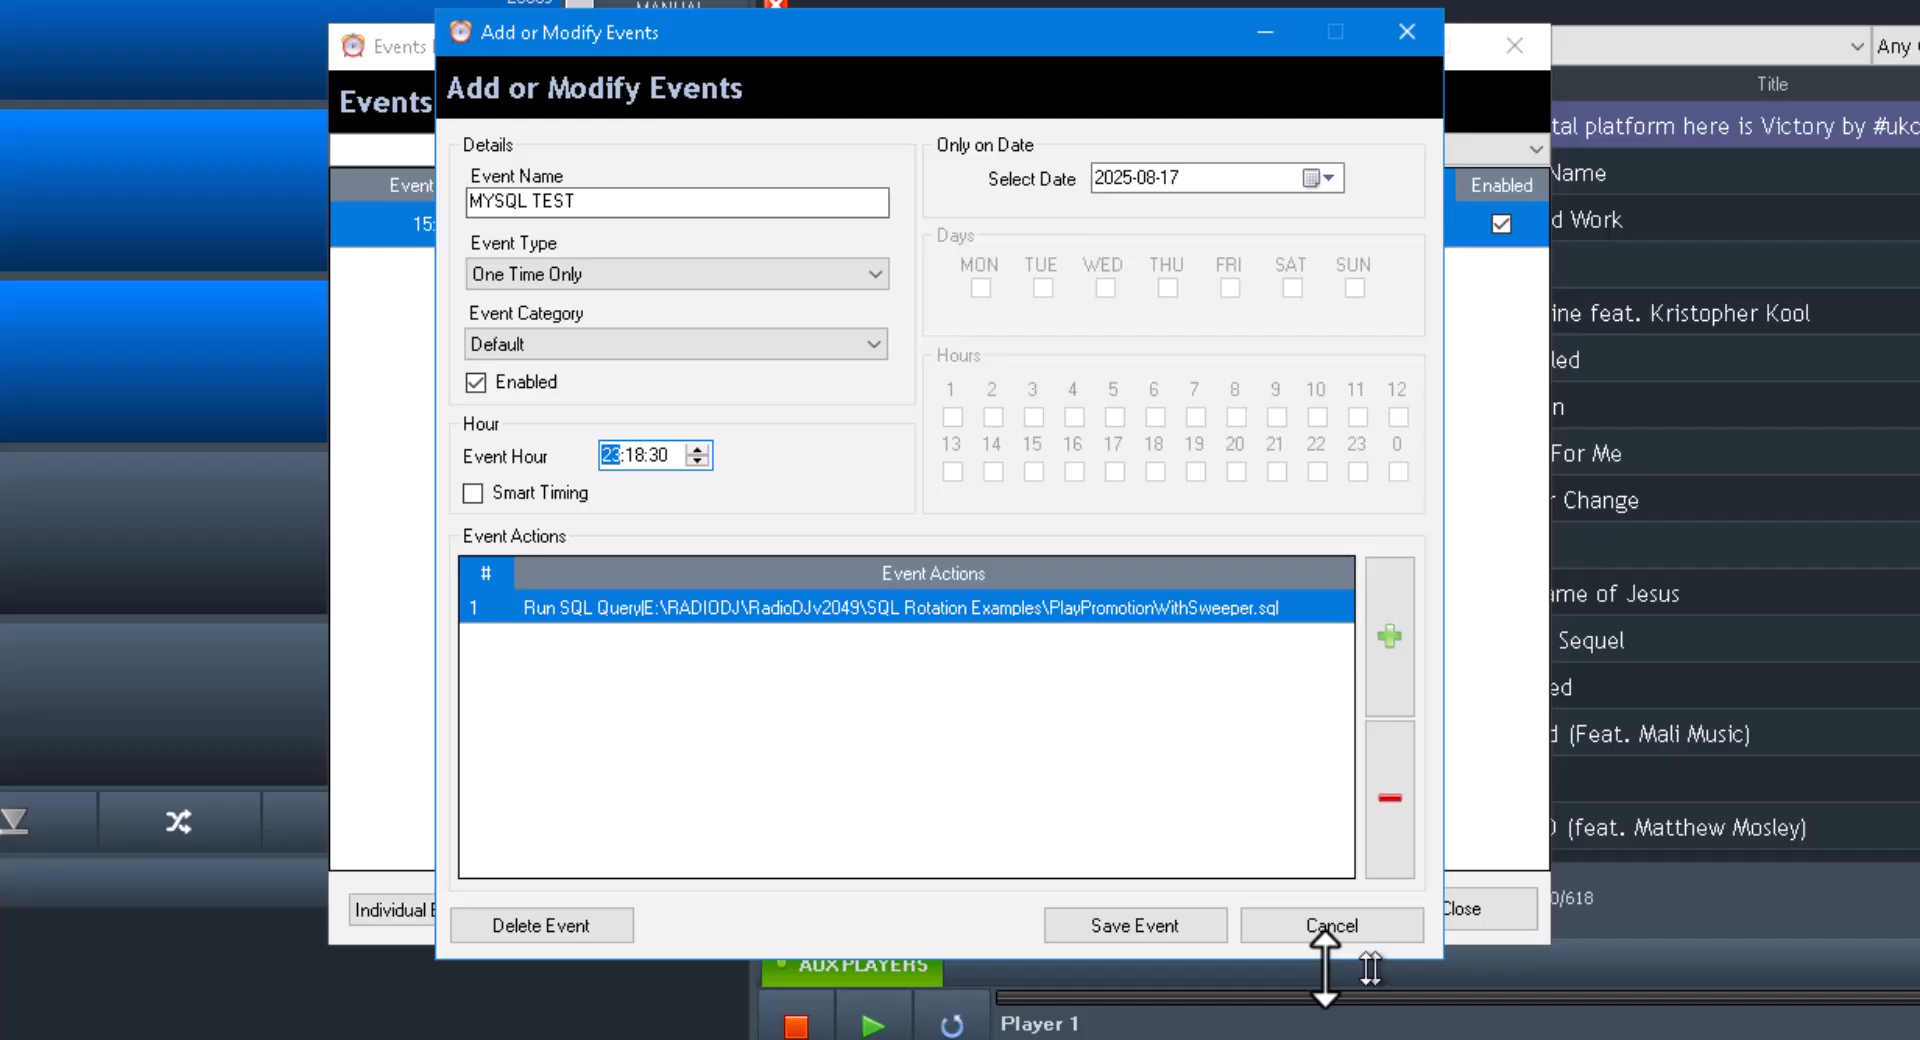 MANUAL
Add or Modify Events
Events
Any
Add or Modify Events
Events
Title
Details
Event Name
MYSQL TEST
Event Type
One Time Only
Event Category
Default
Enabled
Only on Date
Select Date 2025-08-17
Days
MON TUE WED THU FRI SAT SUN
Hours
1 2 3 4 5 6 7 8 9 10 11 12
13 14 15 16 17 18 19 20 21 22 23 0
Hour
Event Hour 23:18:30
Smart Timing
Event Actions
# Event Actions
1 Run SQL Query|E:\RADIODJ\RadioDJv2049\SQL Rotation Examples\PlayPromotionWithSweeper.sql
Delete Event Save Event Cancel
Event
15:
Enabled
Individual
Close
tal platform here is Victory by #ukc
Name
d Work
ine feat. Kristopher Kool
led
n
For Me
r Change
ame of Jesus
Sequel
ed
d (Feat. Mali Music)
(feat. Matthew Mosley)
0/618
AUX PLAYERS
Player 1